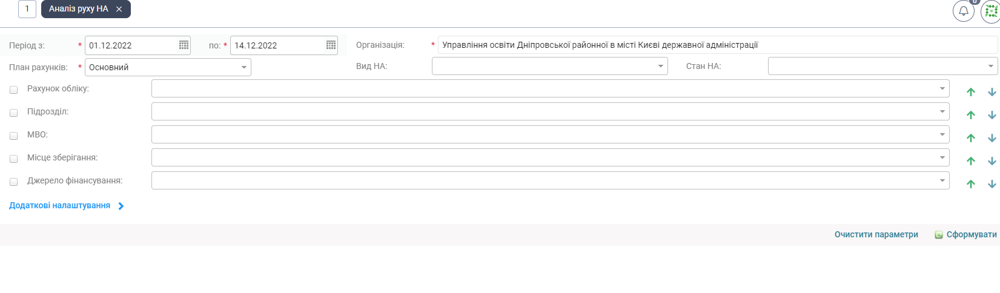 1 Аналіз руху НА
0
Період з: * 01.12.2022 по: * 14.12.2022 Організація: * Управління освіти Дніпровської районної в місті Києві державної адміністрації
План рахунків: * Основний Вид НА: Стан НА:
Рахунок обліку:
Підрозділ:
МВО:
Місце зберігання:
Джерело фінансування:
Додаткові налаштування
Очистити параметри Сформувати